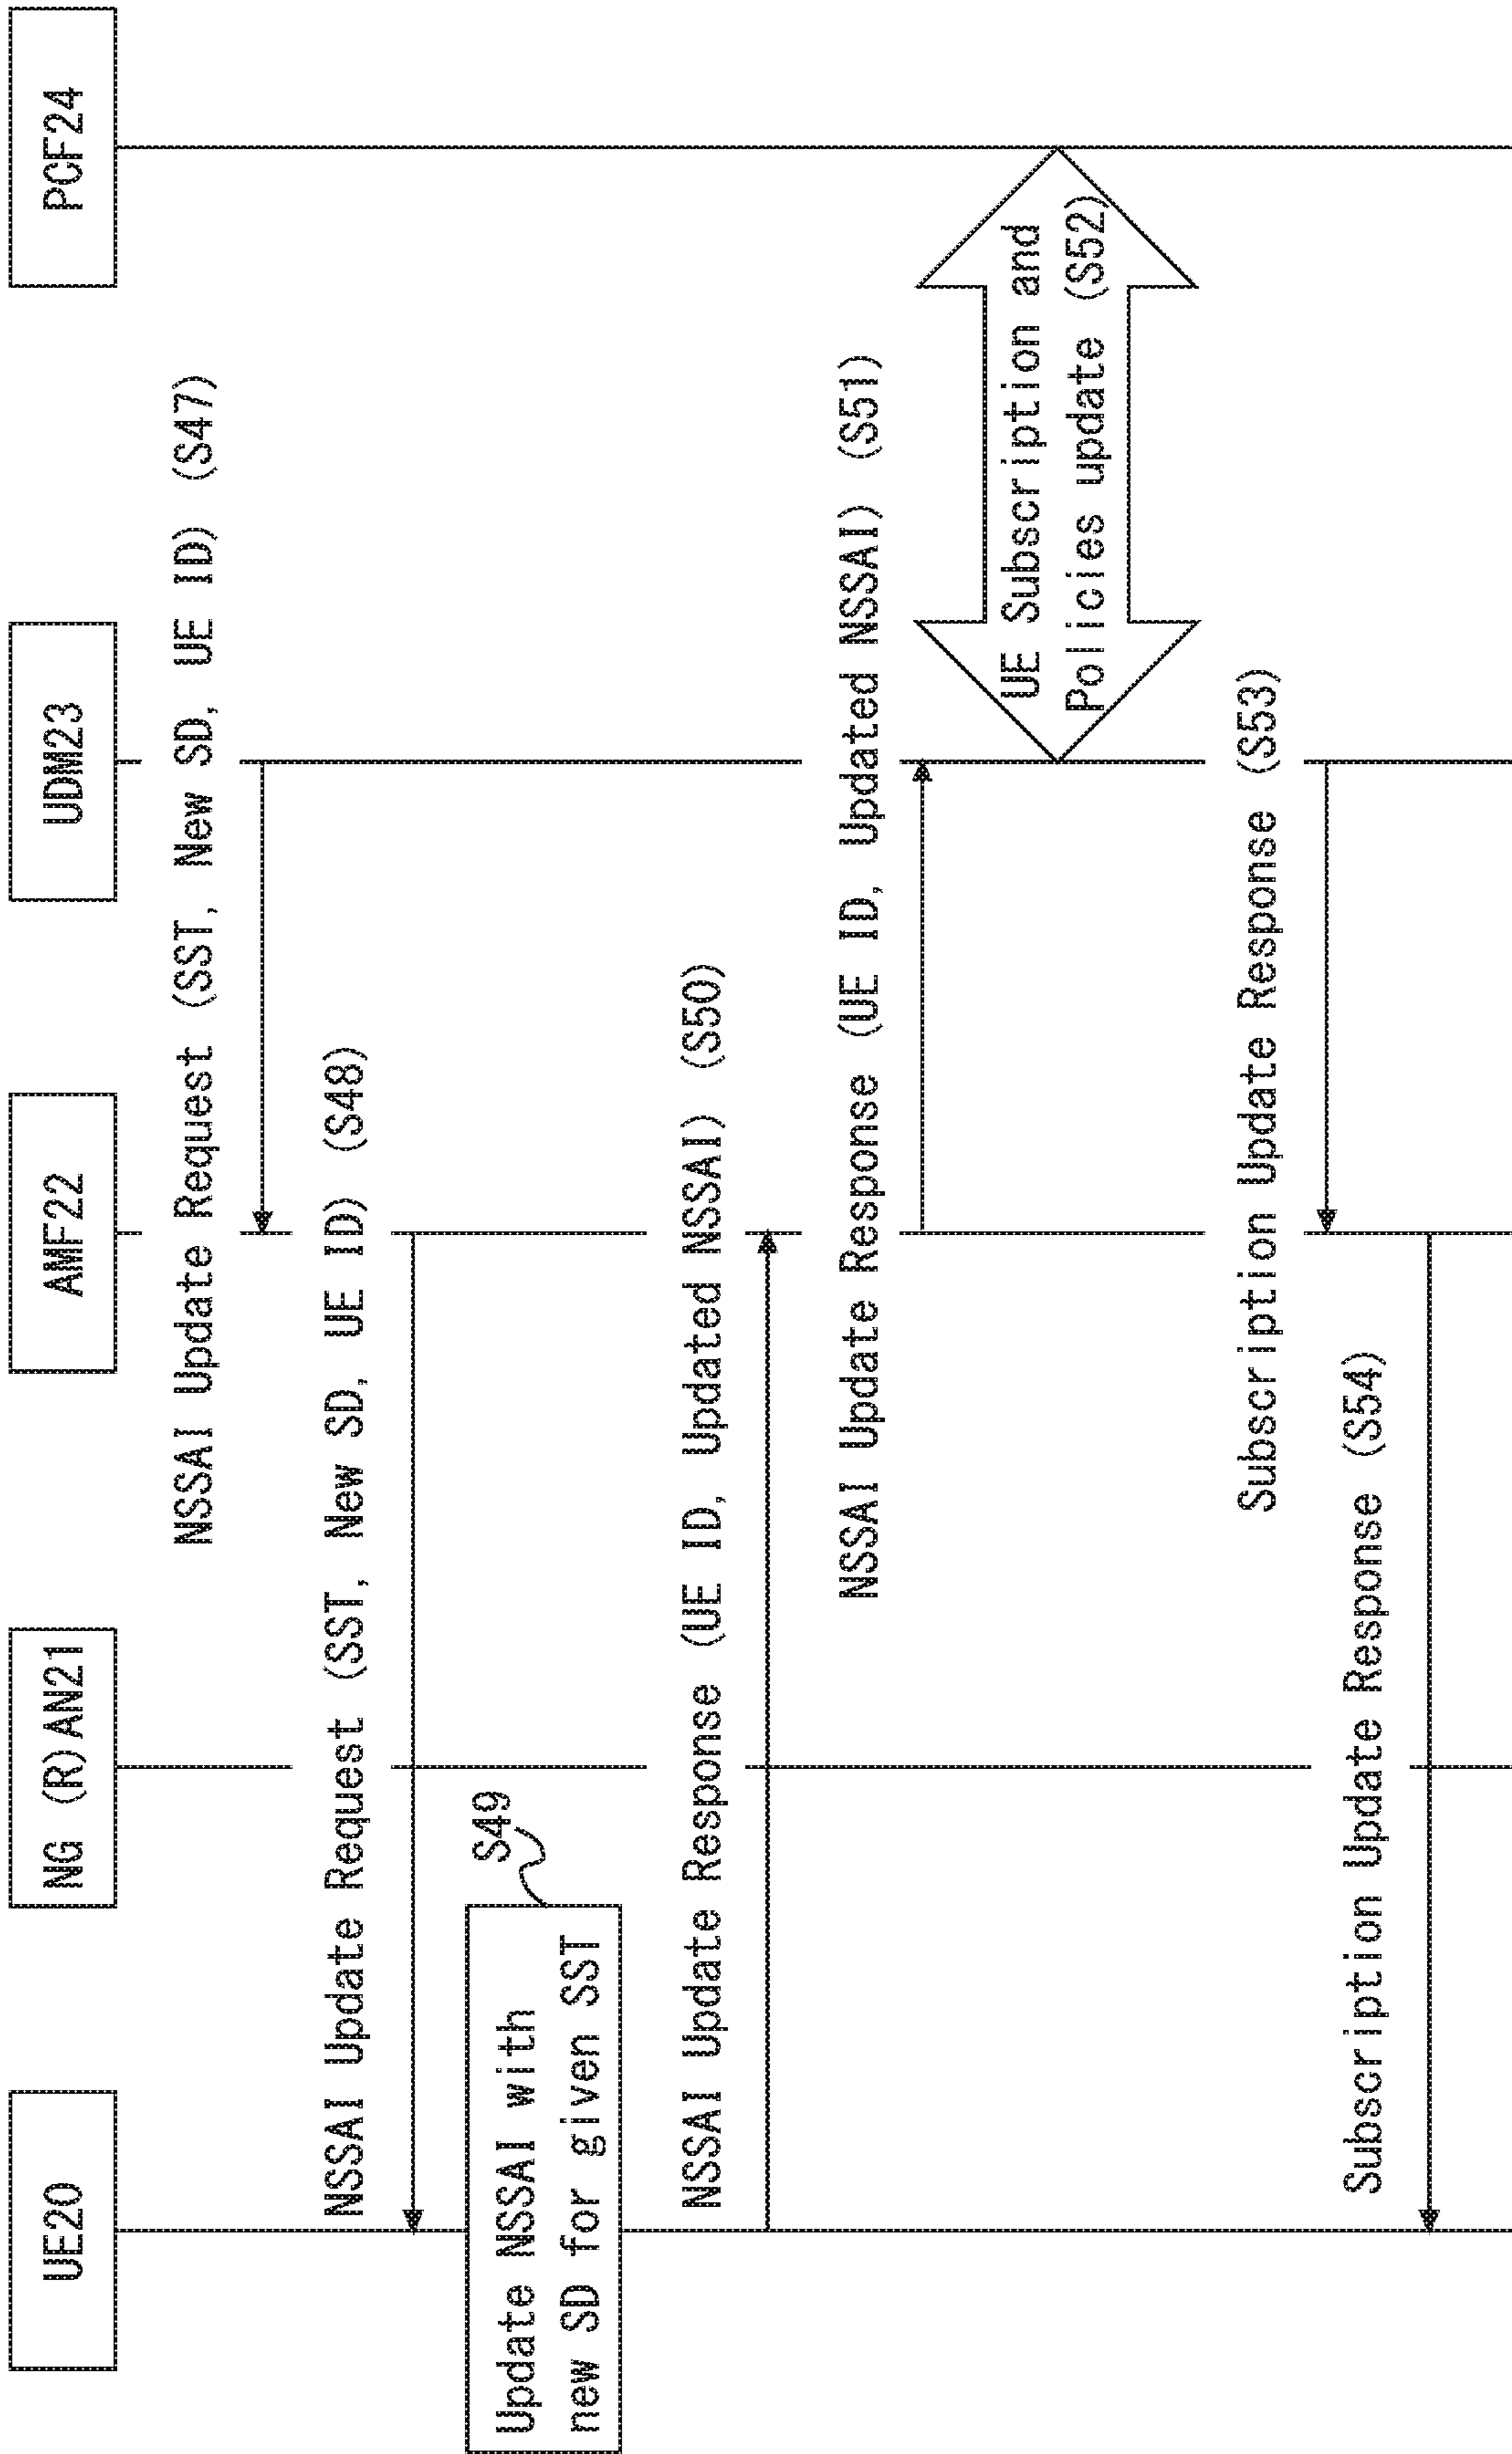 UE20
NG (R) AN21
AMF22
UDM23
PCF24
NSSAI Update Request (SST, New SD, UE ID) (S47)
NSSAI Update Request (SST, New SD, UE ID) (S48)
S49
Update NSSAI with
new SD for given SST
NSSAI Update Response (UE ID, Updated NSSAI) (S50)
NSSAI Update Response (UE ID, Updated NSSAI) (S51)
UE Subscription and
Policies update (S52)
Subscription Update Response (S53)
Subscription Update Response (S54)